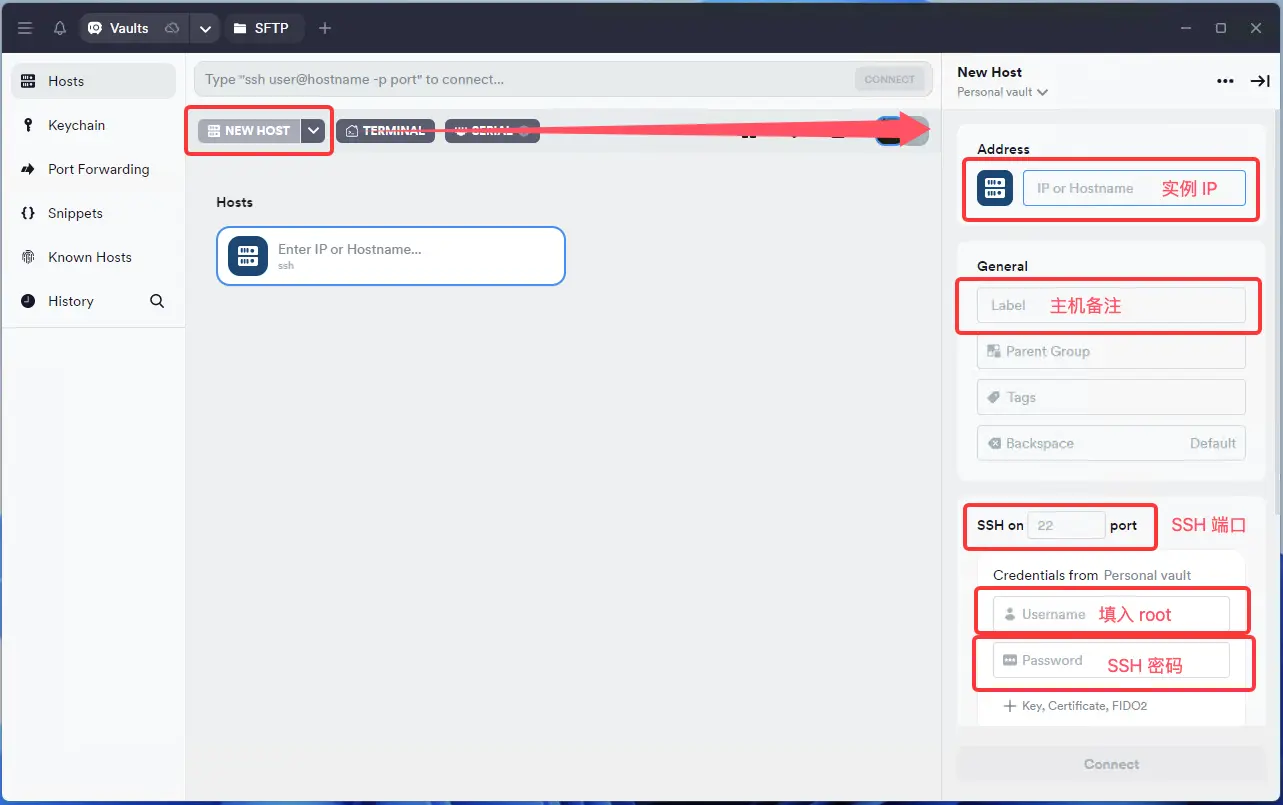 Vaults
SFTP
Hosts
Keychain
Port Forwarding
Snippets
Known Hosts
History
Type "ssh user@hostname -p port" to connect...
CONNECT
NEW HOST
TERMINAL
SERIAL
Hosts
Enter IP or Hostname...
ssh
New Host
Personal vault
Address
IP or Hostname 实例 IP
General
Label 主机备注
Parent Group
Tags
Backspace Default
SSH on 22 port SSH 端口
Credentials from Personal vault
Username 填入 root
Password SSH 密码
Key, Certificate, FIDO2
Connect